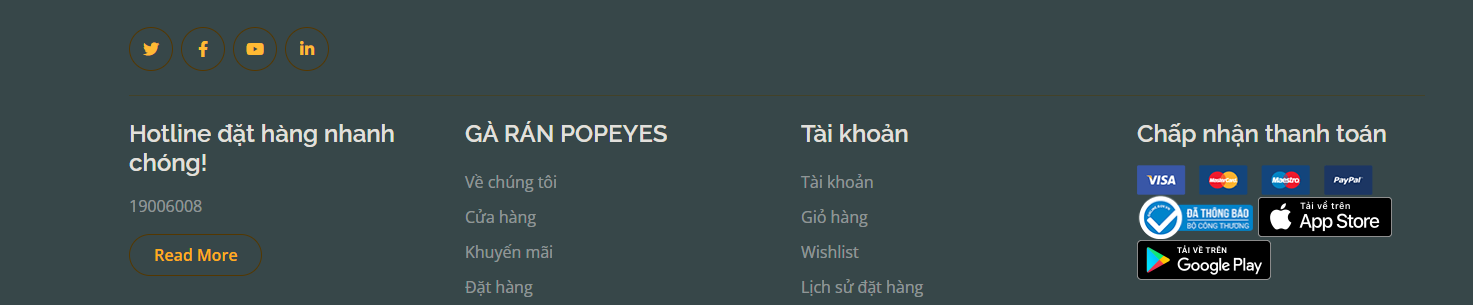 Hotline đặt hàng nhanh
chóng!
19006008
Read More
GÀ RÁN POPEYES
Về chúng tôi
Cửa hàng
Khuyến mãi
Đặt hàng
Tài khoản
Tài khoản
Giỏ hàng
Wishlist
Lịch sử đặt hàng
Chấp nhận thanh toán
VISA
MasterCard
Maestro
PayPal
ĐÃ THÔNG BÁO
BỘ CÔNG THƯƠNG
Tải về trên
App Store
TẢI VỀ TRÊN
Google Play